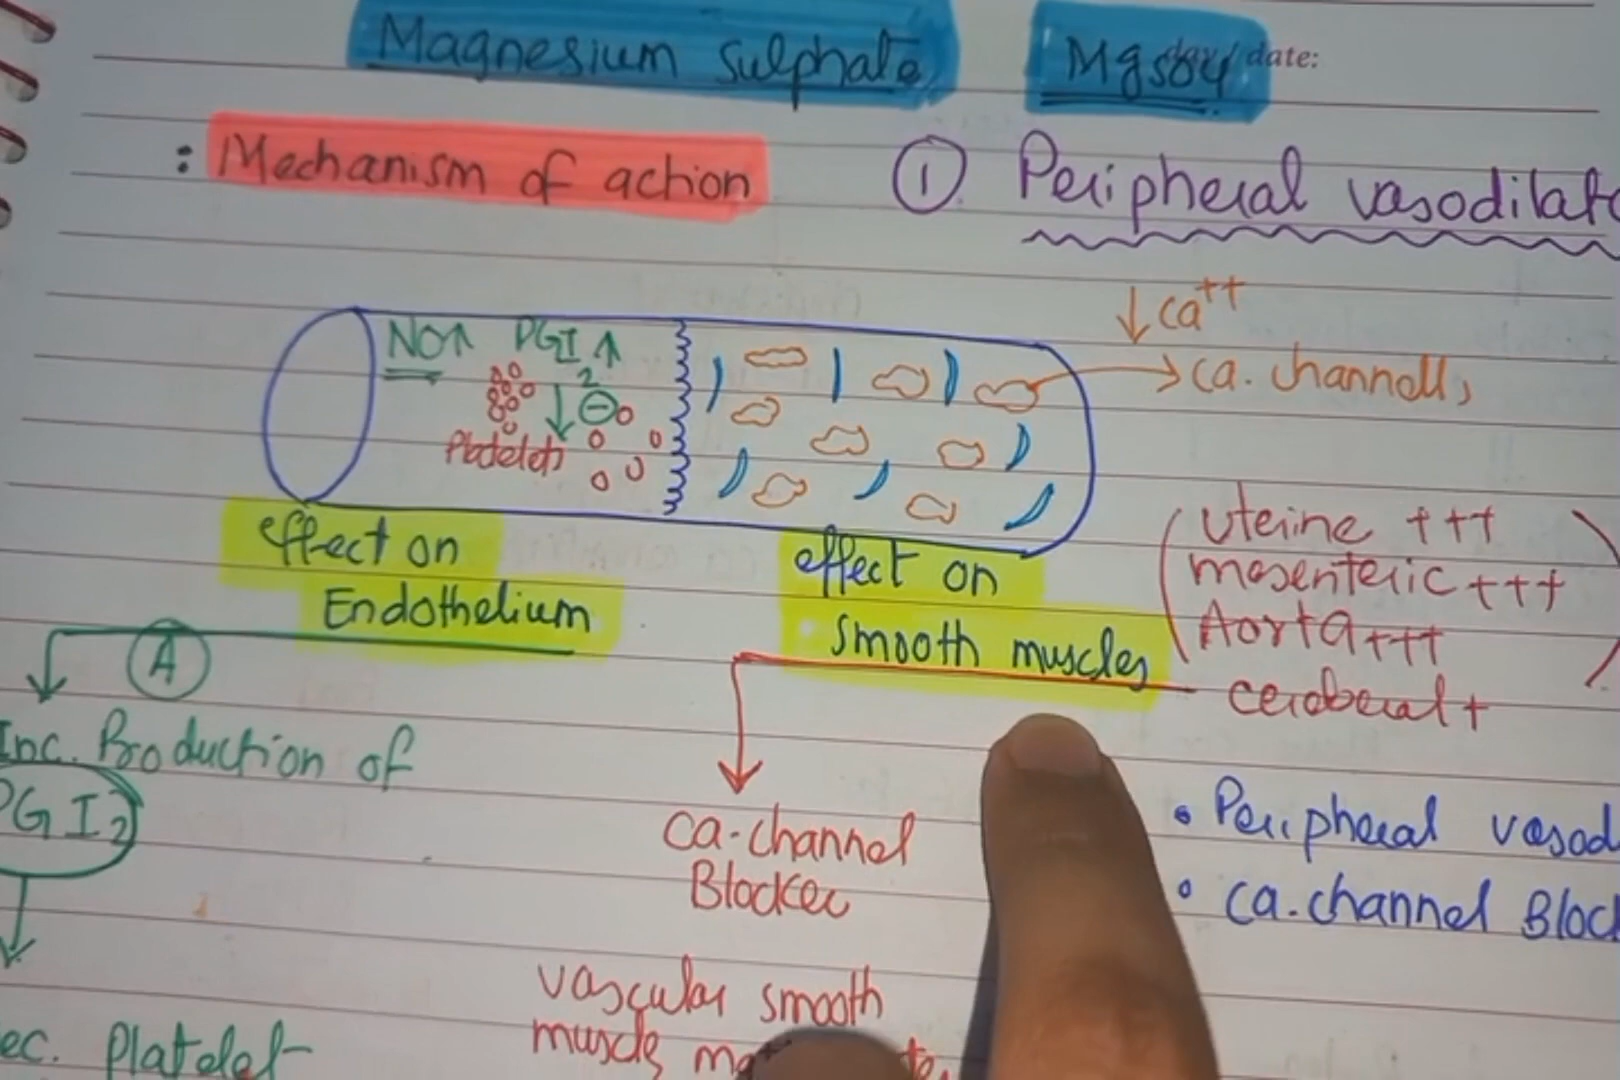 Magnesium sulphate MgSO4
day / date:
: Mechanism of action
① Peripheral vasodilat
NO↑ PGI2 ↑
↓ ⊖
Platelets
↓ ca++
→ ca. channels
effect on
Endothelium
effect on
smooth muscles
uterine +++
mesenteric +++
Aorta +++
cereberal +
A
Inc. Production of
PGI2
ca-channel
Blocker
• Peripheral vasod
• ca.channel Bloc
vascular smooth
muscle
ec. Platelet